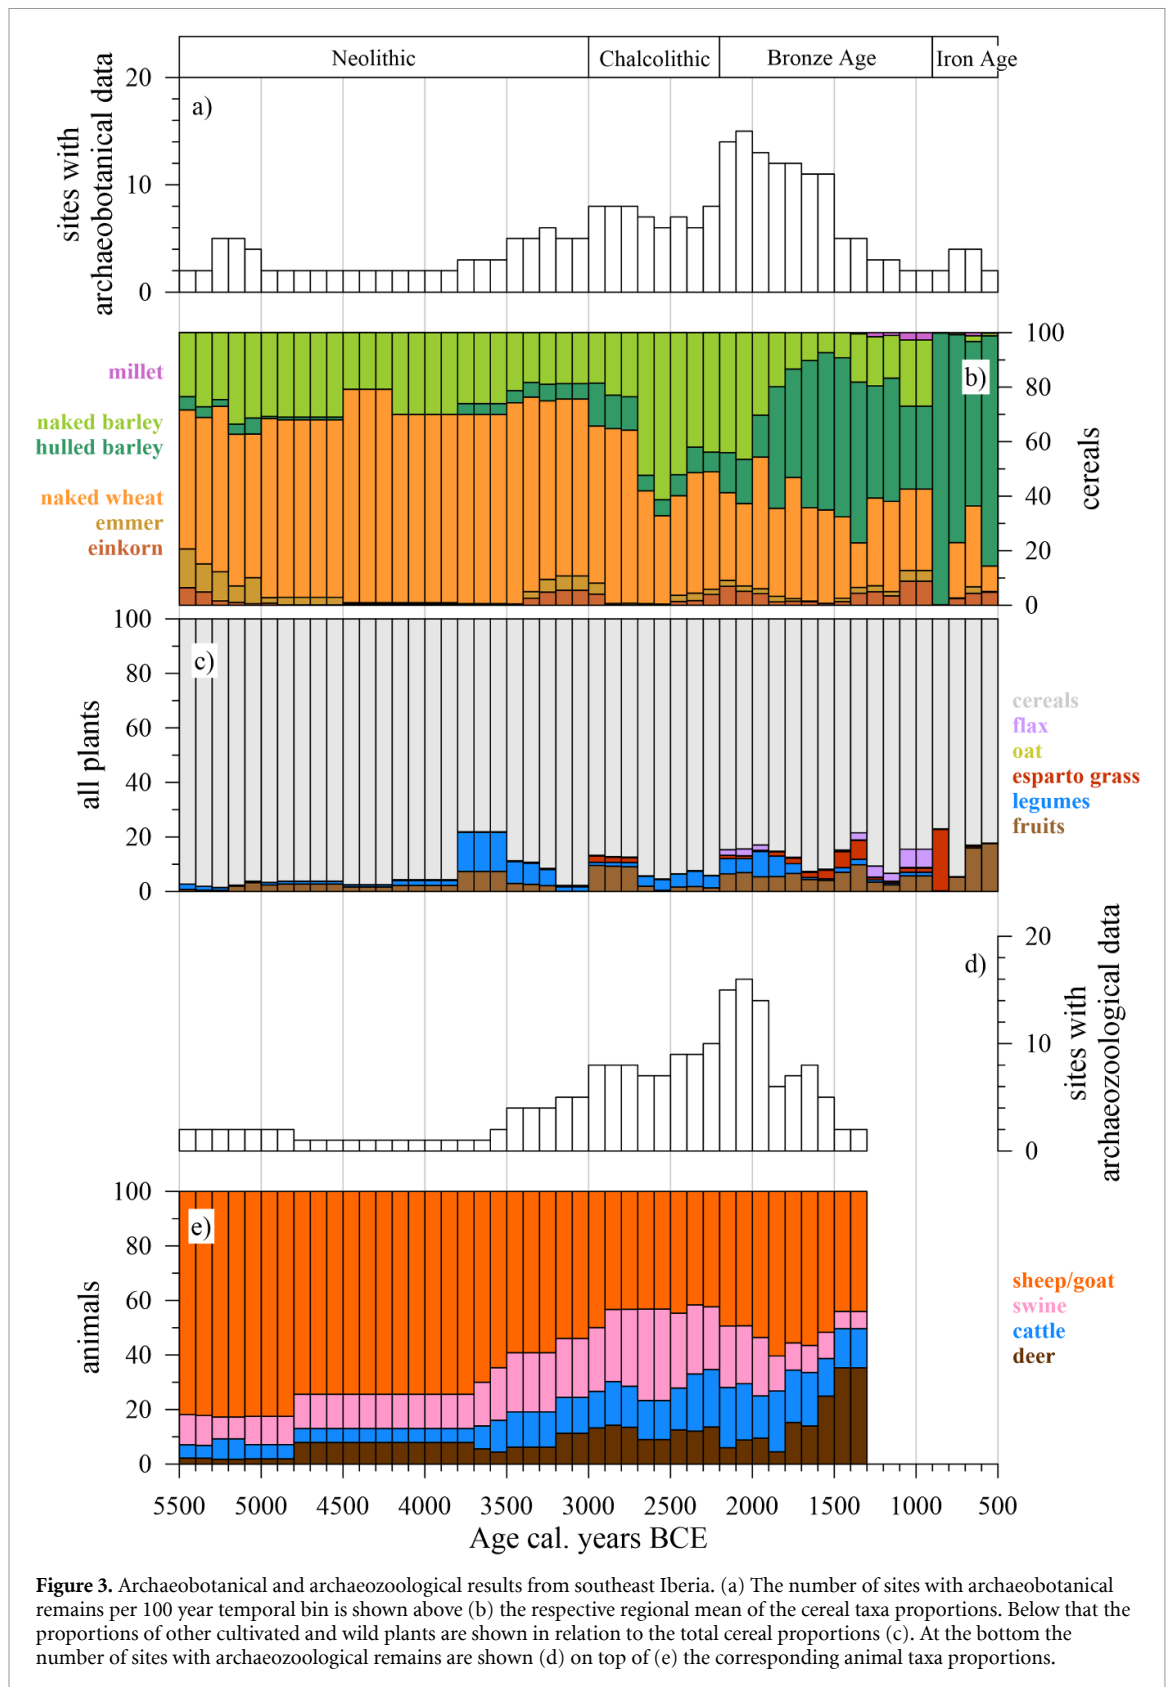 Neolithic Chalcolithic Bronze Age Iron Age
sites with
archaeobotanical data
20
10
0
a)
millet
naked barley
hulled barley
naked wheat
emmer
einkorn
b)
100
80
60
40
20
0
cereals
all plants
100
80
60
40
20
0
c)
cereals
flax
oat
esparto grass
legumes
fruits
d)
20
10
0
sites with
archaeozoological data
animals
100
80
60
40
20
0
e)
sheep/goat
swine
cattle
deer
5500 5000 4500 4000 3500 3000 2500 2000 1500 1000 500
Age cal. years BCE
Figure 3. Archaeobotanical and archaeozoological results from southeast Iberia. (a) The number of sites with archaeobotanical
remains per 100 year temporal bin is shown above (b) the respective regional mean of the cereal taxa proportions. Below that the
proportions of other cultivated and wild plants are shown in relation to the total cereal proportions (c). At the bottom the
number of sites with archaeozoological remains are shown (d) on top of (e) the corresponding animal taxa proportions.